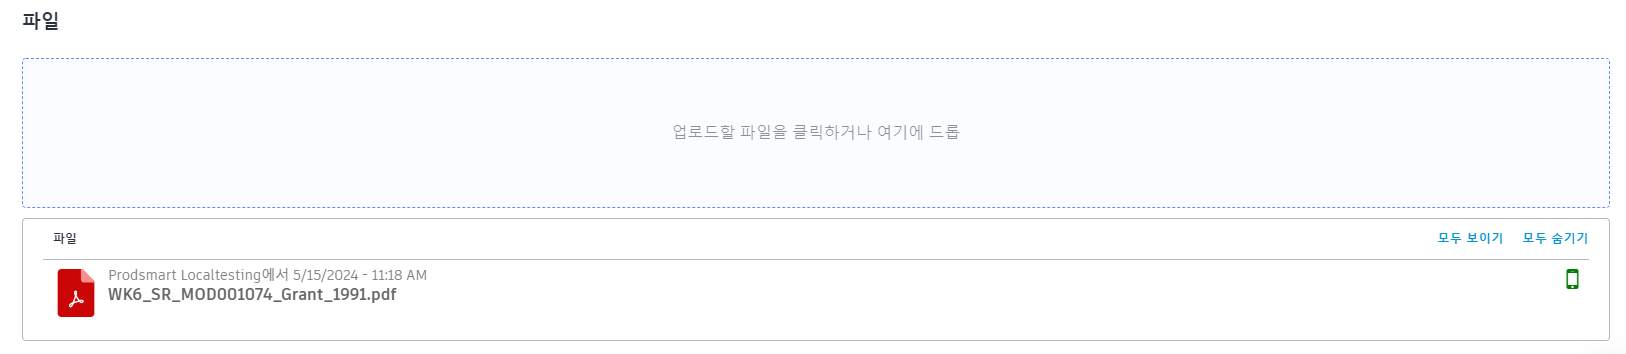 파일
업로드할 파일을 클릭하거나 여기에 드롭
파일 모두 보이기 모두 숨기기
Prodsmart Localtesting에서 5/15/2024 - 11:18 AM
WK6_SR_MOD001074_Grant_1991.pdf